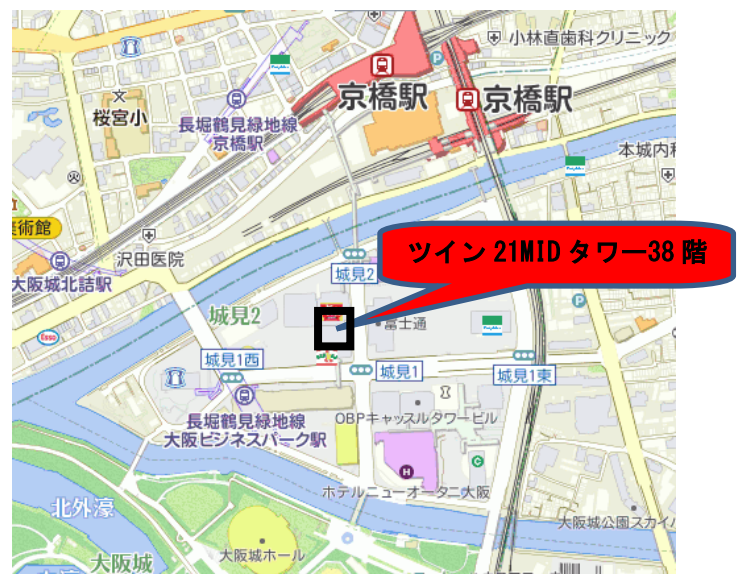 小林直歯科クリニック
京橋駅
京橋駅
桜宮小
長堀鶴見緑地線
京橋駅
本城内科
美術館
沢田医院
ツイン 21MID タワー38 階
大阪城北詰駅
城見2
城見2
富士通
Esso
城見1西
城見1
城見1東
長堀鶴見緑地線
大阪ビジネスパーク駅
OBPキャッスルタワービル
ホテルニューオータニ大阪
北外濠
大阪城公園スカイハ
大阪城
大阪城ホール